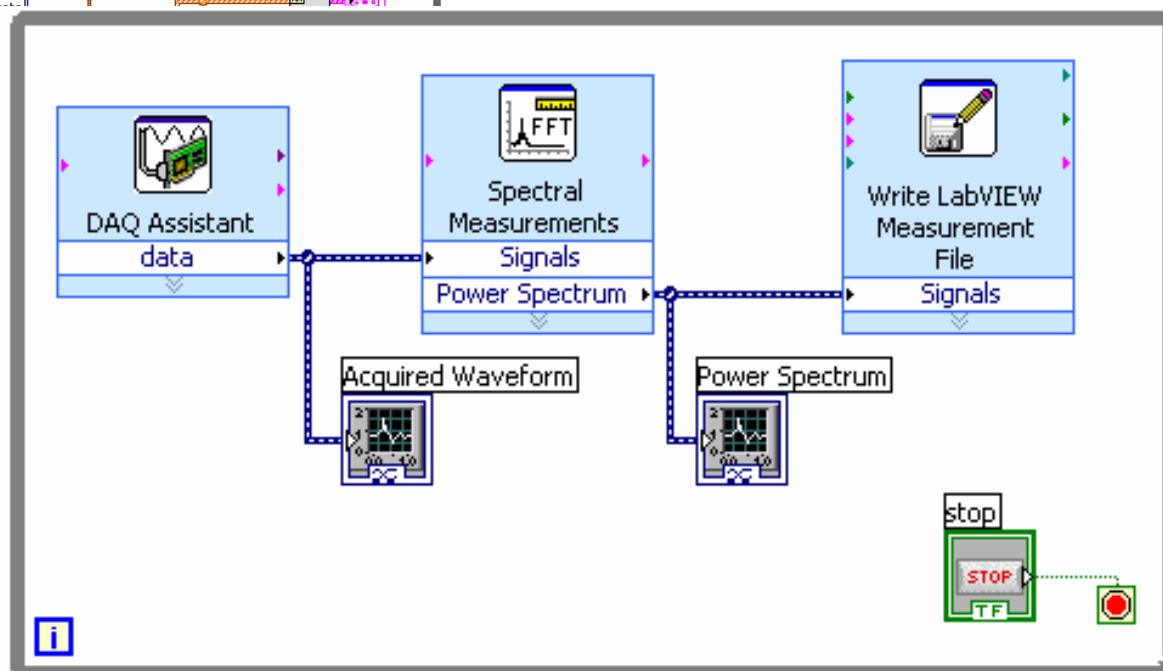 FFT
DAQ Assistant
data
Spectral
Measurements
Signals
Power Spectrum
Write LabVIEW
Measurement
File
Signals
Acquired Waveform
Power Spectrum
stop
STOP
TF
i